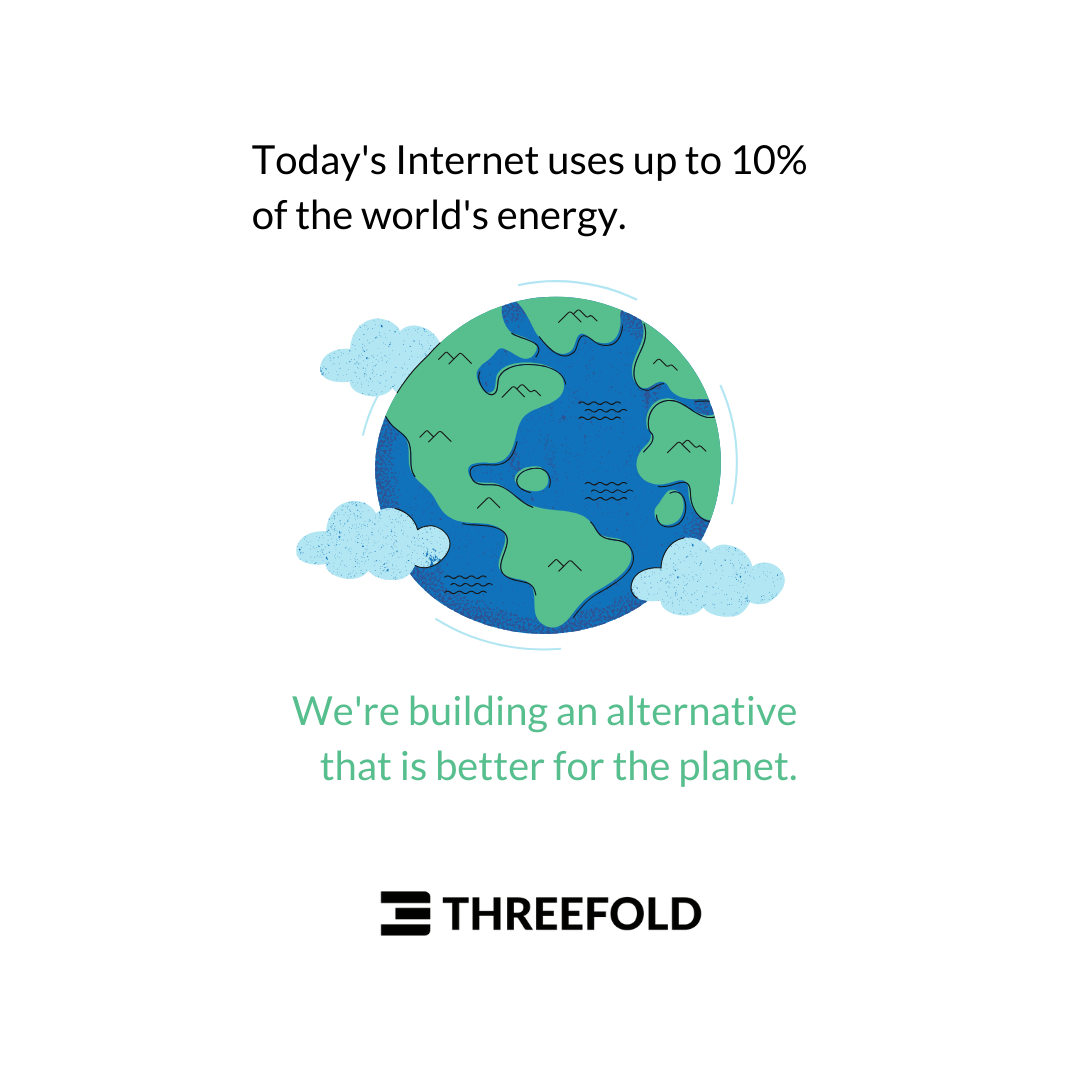 Today's Internet uses up to 10%
of the world's energy.
We're building an alternative
that is better for the planet.
THREEFOLD